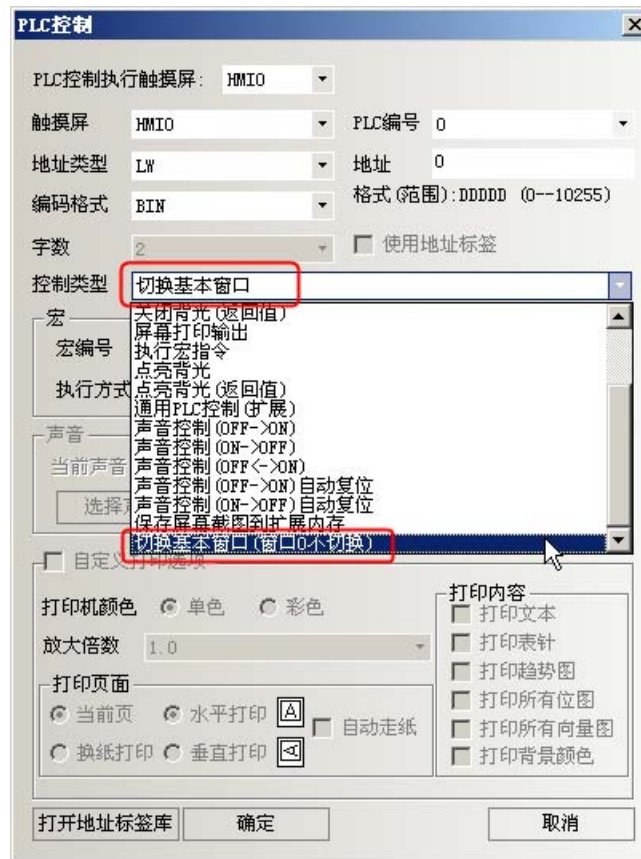 PLC控制
PLC控制执行触摸屏: HMI0
触摸屏 HMI0 PLC编号 0
地址类型 LW 地址 0
编码格式 BIN 格式(范围):DDDDD (0--10255)
字数 2 使用地址标签
控制类型 切换基本窗口
宏
关闭背光(返回值)
屏幕打印输出
宏编号 执行宏指令
点亮背光
执行方式 点亮背光(返回值)
通用PLC控制(扩展)
声音 声音控制(OFF->ON)
声音控制(ON->OFF)
当前声音 声音控制(OFF<->ON)
声音控制(OFF->ON)自动复位
选择 声音控制(ON->OFF)自动复位
保存屏幕截图到扩展内存
切换基本窗口(窗口0不切换)
自定义打印选项
打印机颜色 单色 彩色
放大倍数 1.0
打印页面
当前页 水平打印 A 自动走纸
换纸打印 垂直打印 A
打印内容
打印文本
打印表针
打印趋势图
打印所有位图
打印所有向量图
打印背景颜色
打开地址标签库 确定 取消